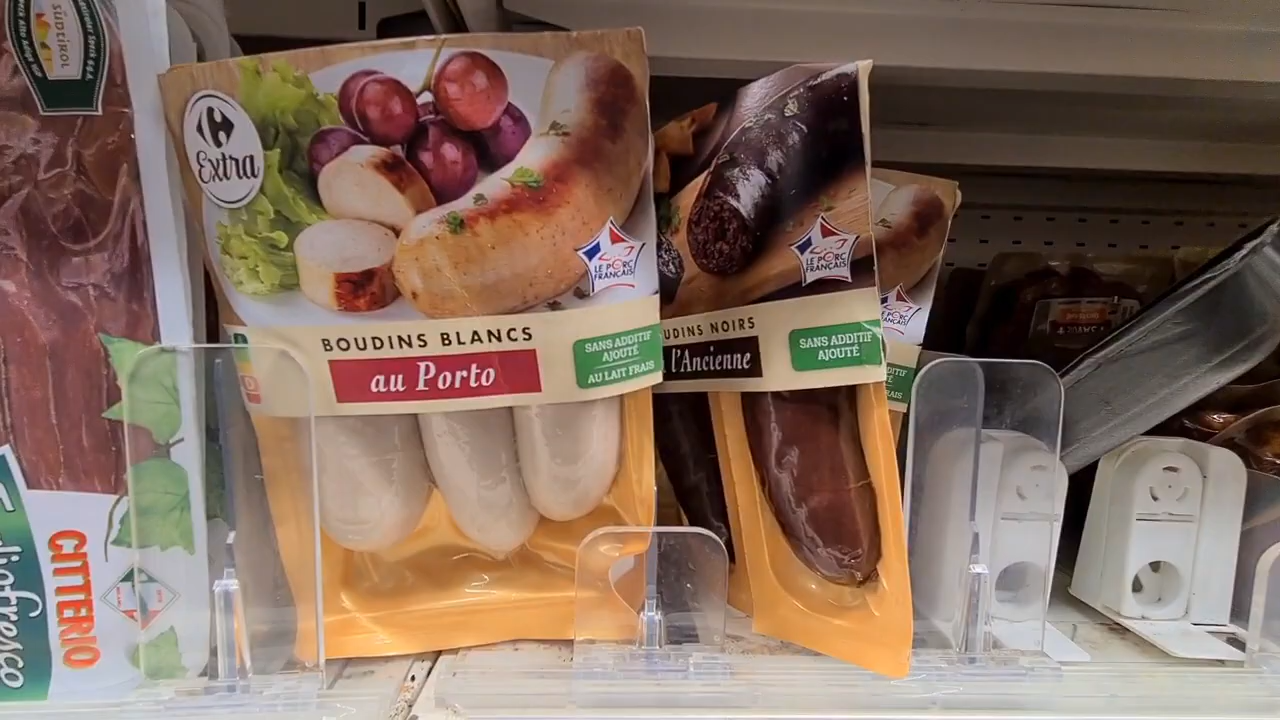 SÜDTIROL
Extra
LE PORC
FRANÇAIS
BOUDINS BLANCS
au Porto
SANS ADDITIF
AJOUTÉ
AU LAIT FRAIS
D
LE PORC
FRANÇAIS
UDINS NOIRS
l'Ancienne
SANS ADDITIF
AJOUTÉ
LE PORC
FRANÇAIS
CITTERIO